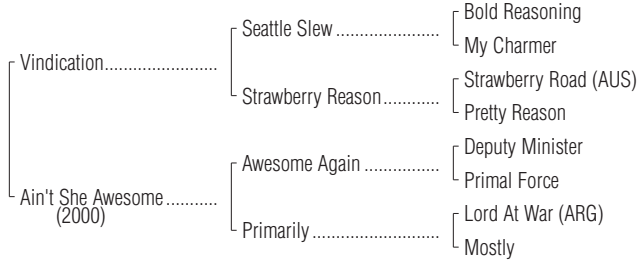 Bold Reasoning
Seattle Slew ..................
My Charmer
Vindication......................
Strawberry Road (AUS)
Strawberry Reason...........
Pretty Reason
Deputy Minister
Awesome Again ..............
Primal Force
Ain't She Awesome ..........
(2000)
Lord At War (ARG)
Primarily ........................
Mostly